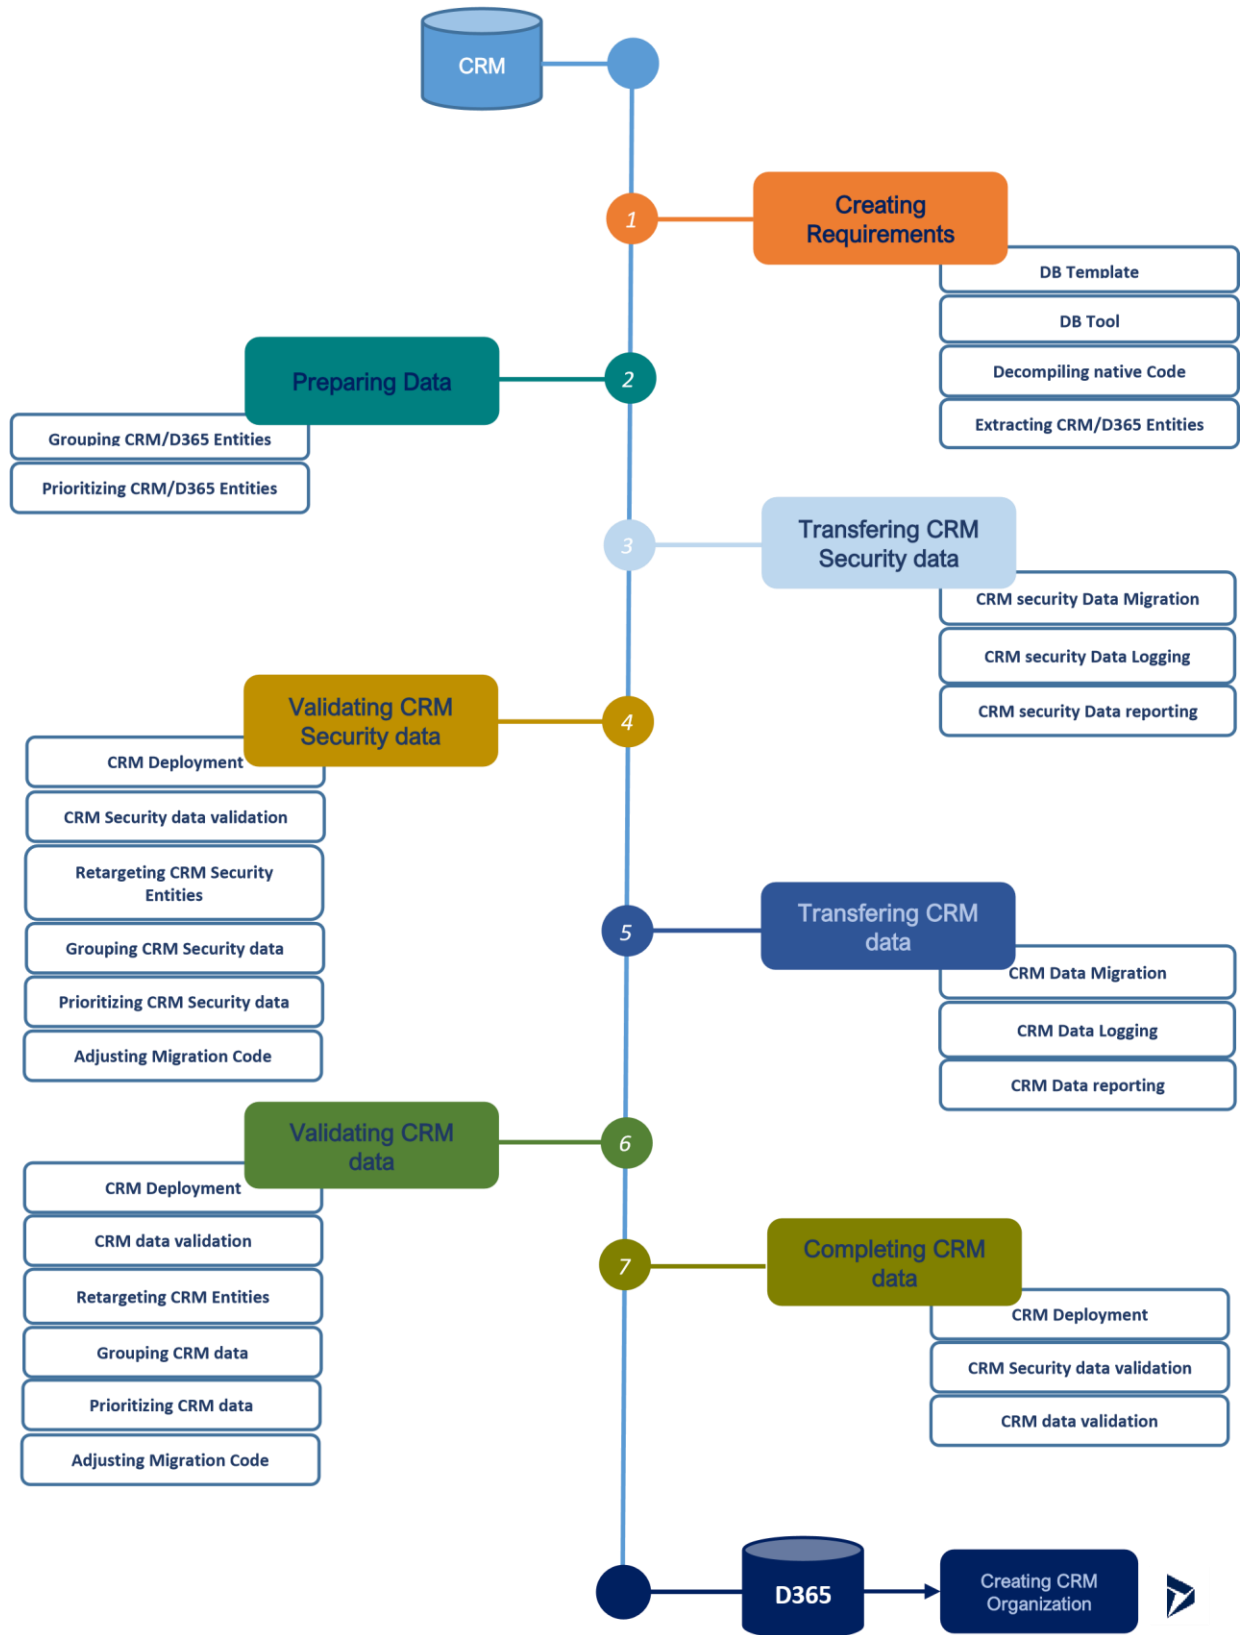 CRM
1
Creating
Requirements
DB Template
DB Tool
Decompiling native Code
Extracting CRM/D365 Entities
2
Preparing Data
Grouping CRM/D365 Entities
Prioritizing CRM/D365 Entities
3
Transfering CRM
Security data
CRM security Data Migration
CRM security Data Logging
CRM security Data reporting
4
Validating CRM
Security data
CRM Deployment
CRM Security data validation
Retargeting CRM Security
Entities
Grouping CRM Security data
Prioritizing CRM Security data
Adjusting Migration Code
5
Transfering CRM
data
CRM Data Migration
CRM Data Logging
CRM Data reporting
6
Validating CRM
data
CRM Deployment
CRM data validation
Retargeting CRM Entities
Grouping CRM data
Prioritizing CRM data
Adjusting Migration Code
7
Completing CRM
data
CRM Deployment
CRM Security data validation
CRM data validation
D365
Creating CRM
Organization